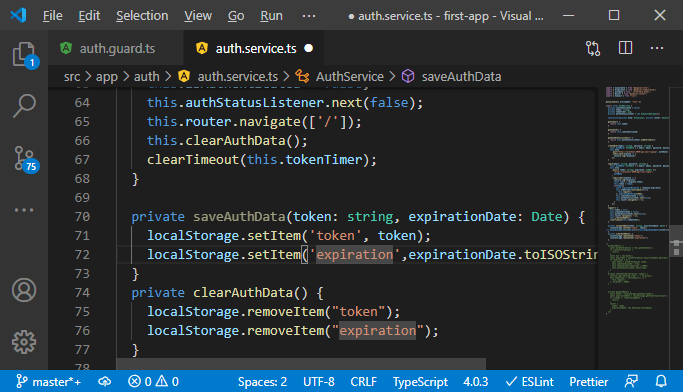 File Edit Selection View Go Run ··· ● auth.service.ts - first-app - Visual ...
auth.guard.ts auth.service.ts ●
src > app > auth > auth.service.ts > AuthService > saveAuthData
64 this.authStatusListener.next(false);
65 this.router.navigate(['/']);
66 this.clearAuthData();
67 clearTimeout(this.tokenTimer);
68 }
69
70 private saveAuthData(token: string, expirationDate: Date) {
71 localStorage.setItem('token', token);
72 localStorage.setItem('expiration',expirationDate.toISOStrin
73 }
74 private clearAuthData() {
75 localStorage.removeItem("token");
76 localStorage.removeItem("expiration");
77 }
78
1
75
master*+ 0 0 Spaces: 2 UTF-8 CRLF TypeScript 4.0.3 ESLint Prettier